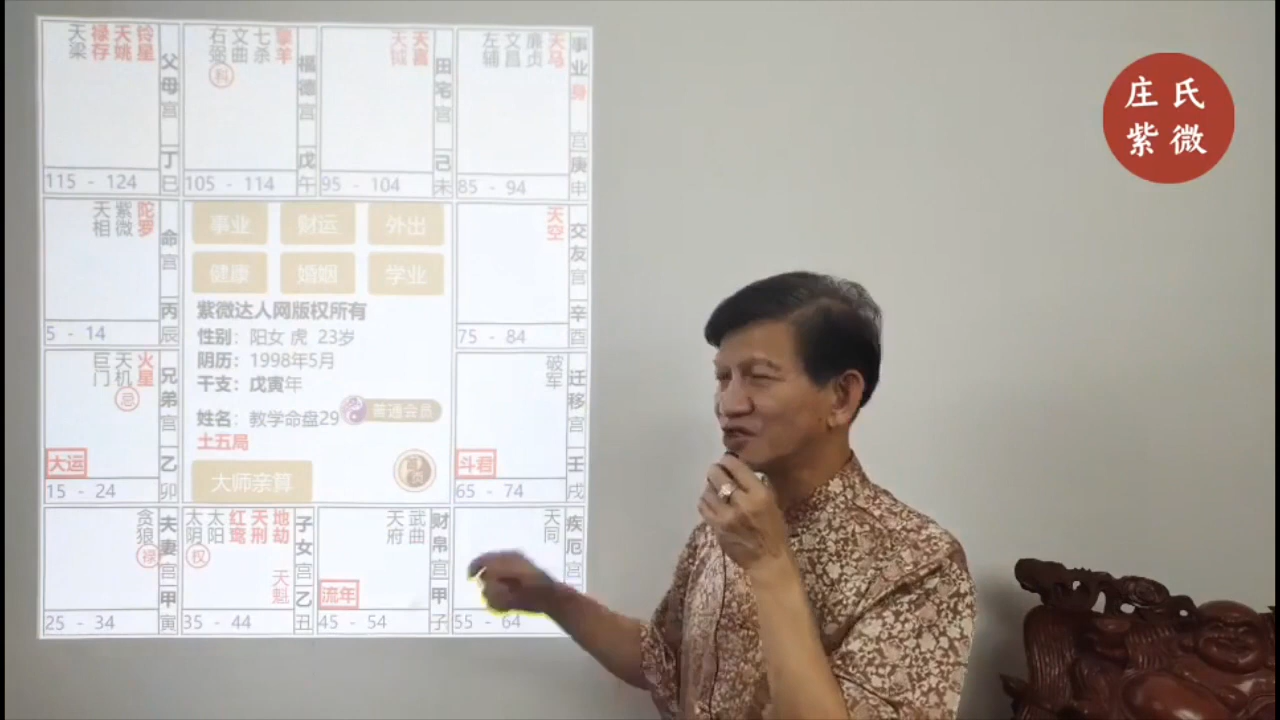 铃星 天姚 禄存 天梁
父母宫
丁巳
115 - 124
擎羊 七杀 文曲 右弼
科
福德宫
戊午
105 - 114
天喜 天钺
田宅宫
己未
95 - 104
天马 廉贞 文昌 左辅
事业 身 宫
庚申
85 - 94
庄氏
紫微
陀罗 紫微 天相
命宫
丙辰
5 - 14
事业 财运 外出
健康 婚姻 学业
紫微达人网版权所有
性别: 阳女 虎 23岁
阴历: 1998年5月
干支: 戊寅年
姓名: 教学命盘29 普通会员
土五局
大师亲算
天空
交友宫
辛酉
75 - 84
火星 天机 巨门
忌
兄弟宫
乙卯
大运
15 - 24
破军
迁移宫
壬戌
斗君
65 - 74
贪狼
禄
夫妻宫
甲寅
25 - 34
地劫 天刑 红鸾 太阳 太阴
权
天魁
子女宫
乙丑
35 - 44
武曲 天府
财帛宫
甲子
流年
45 - 54
天同
疾厄宫
55 - 64